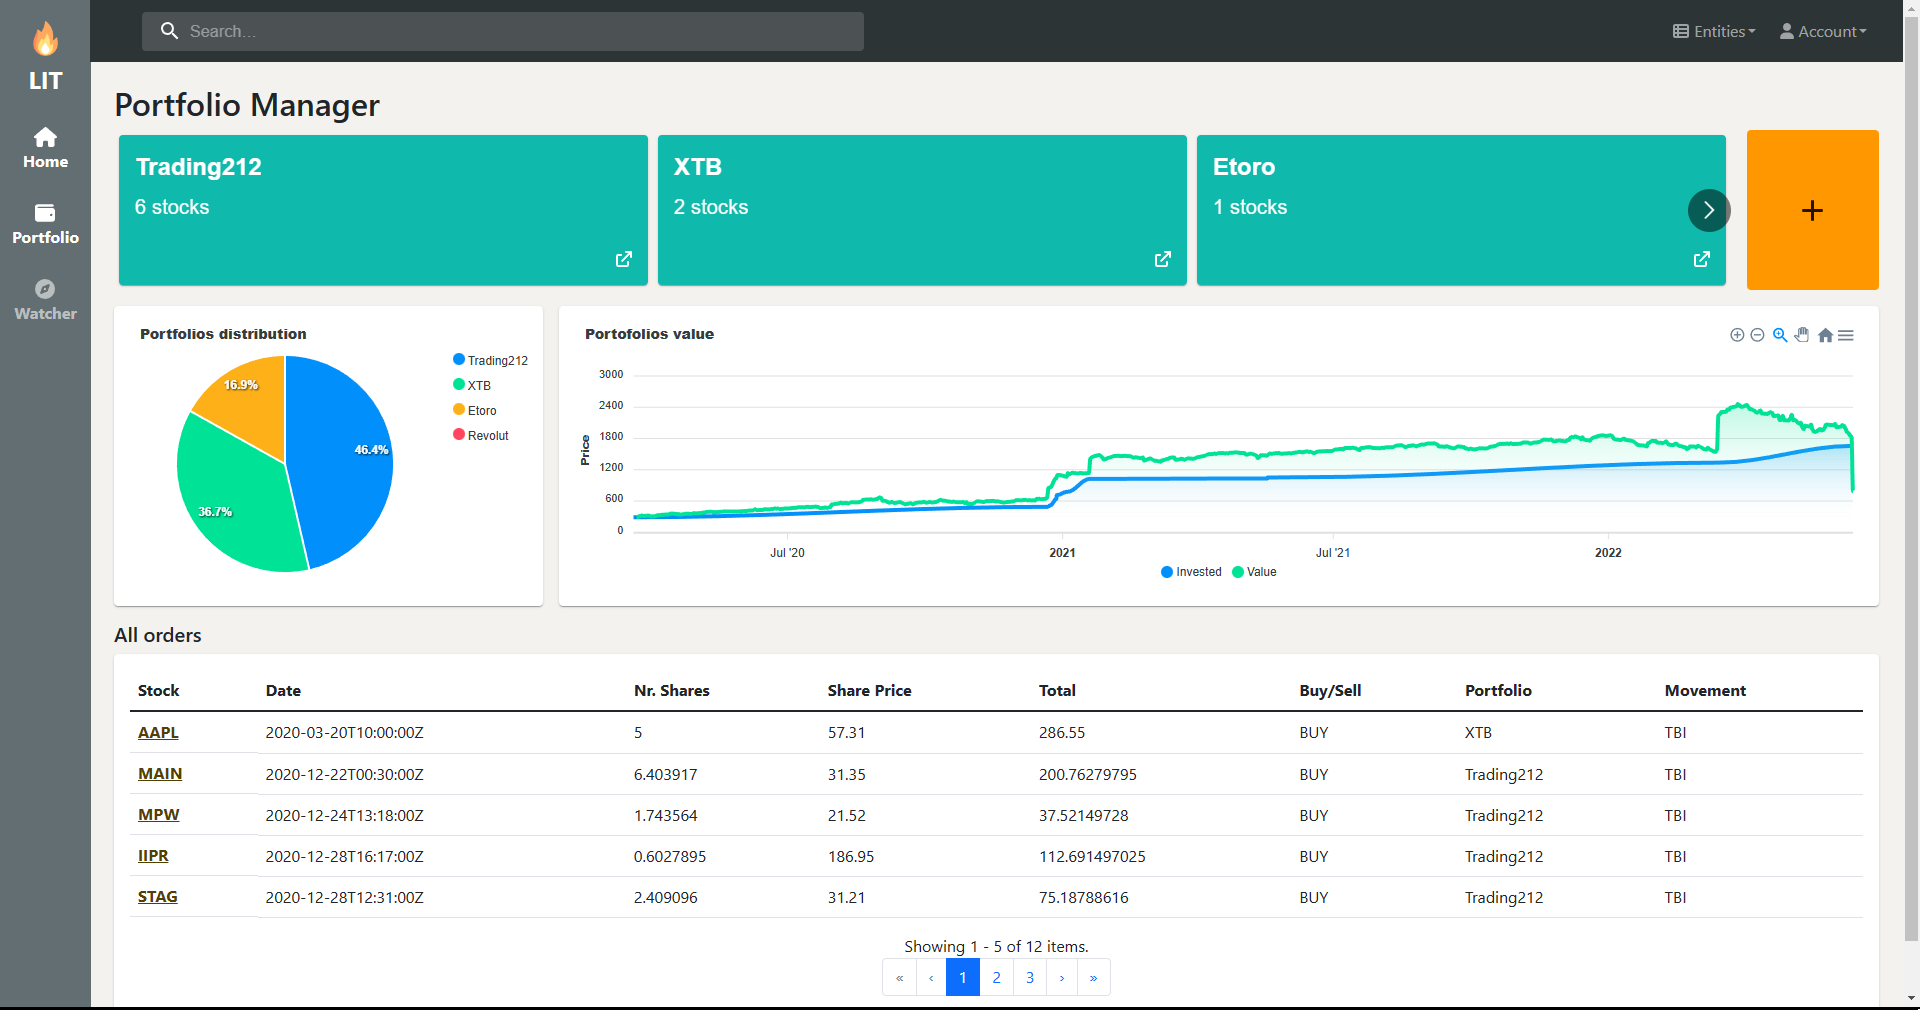 LIT
Home
Portfolio
Watcher
Search...
Entities
Account
Portfolio Manager
Trading212
6 stocks
XTB
2 stocks
Etoro
1 stocks
+
Portfolios distribution
16.9%
46.4%
36.7%
Trading212
XTB
Etoro
Revolut
Portofolios value
Price
3000
2400
1800
1200
600
0
Jul '20
2021
Jul '21
2022
Invested
Value
All orders
Stock Date Nr. Shares Share Price Total Buy/Sell Portfolio Movement
AAPL 2020-03-20T10:00:00Z 5 57.31 286.55 BUY XTB TBI
MAIN 2020-12-22T00:30:00Z 6.403917 31.35 200.76279795 BUY Trading212 TBI
MPW 2020-12-24T13:18:00Z 1.743564 21.52 37.52149728 BUY Trading212 TBI
IIPR 2020-12-28T16:17:00Z 0.6027895 186.95 112.691497025 BUY Trading212 TBI
STAG 2020-12-28T12:31:00Z 2.409096 31.21 75.18788616 BUY Trading212 TBI
Showing 1 - 5 of 12 items.
« ‹ 1 2 3 › »